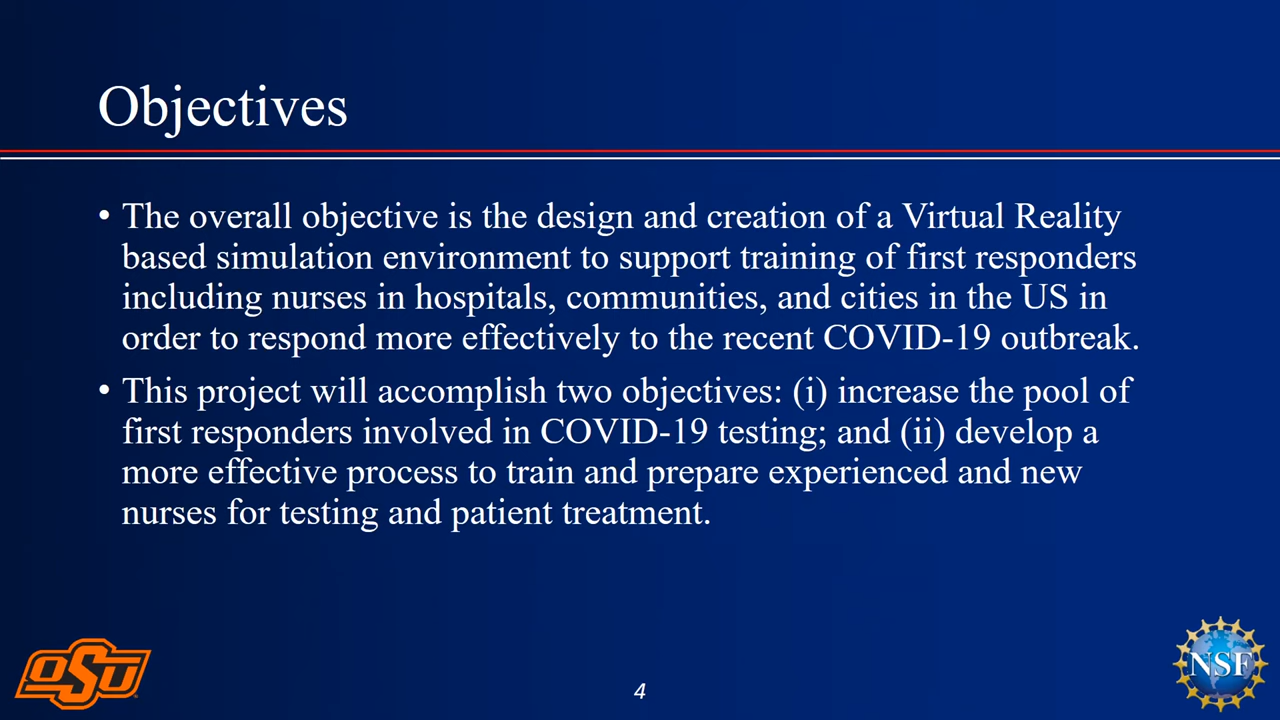 Objectives
• The overall objective is the design and creation of a Virtual Reality
based simulation environment to support training of first responders
including nurses in hospitals, communities, and cities in the US in
order to respond more effectively to the recent COVID-19 outbreak.
• This project will accomplish two objectives: (i) increase the pool of
first responders involved in COVID-19 testing; and (ii) develop a
more effective process to train and prepare experienced and new
nurses for testing and patient treatment.
OSU
4
NSF